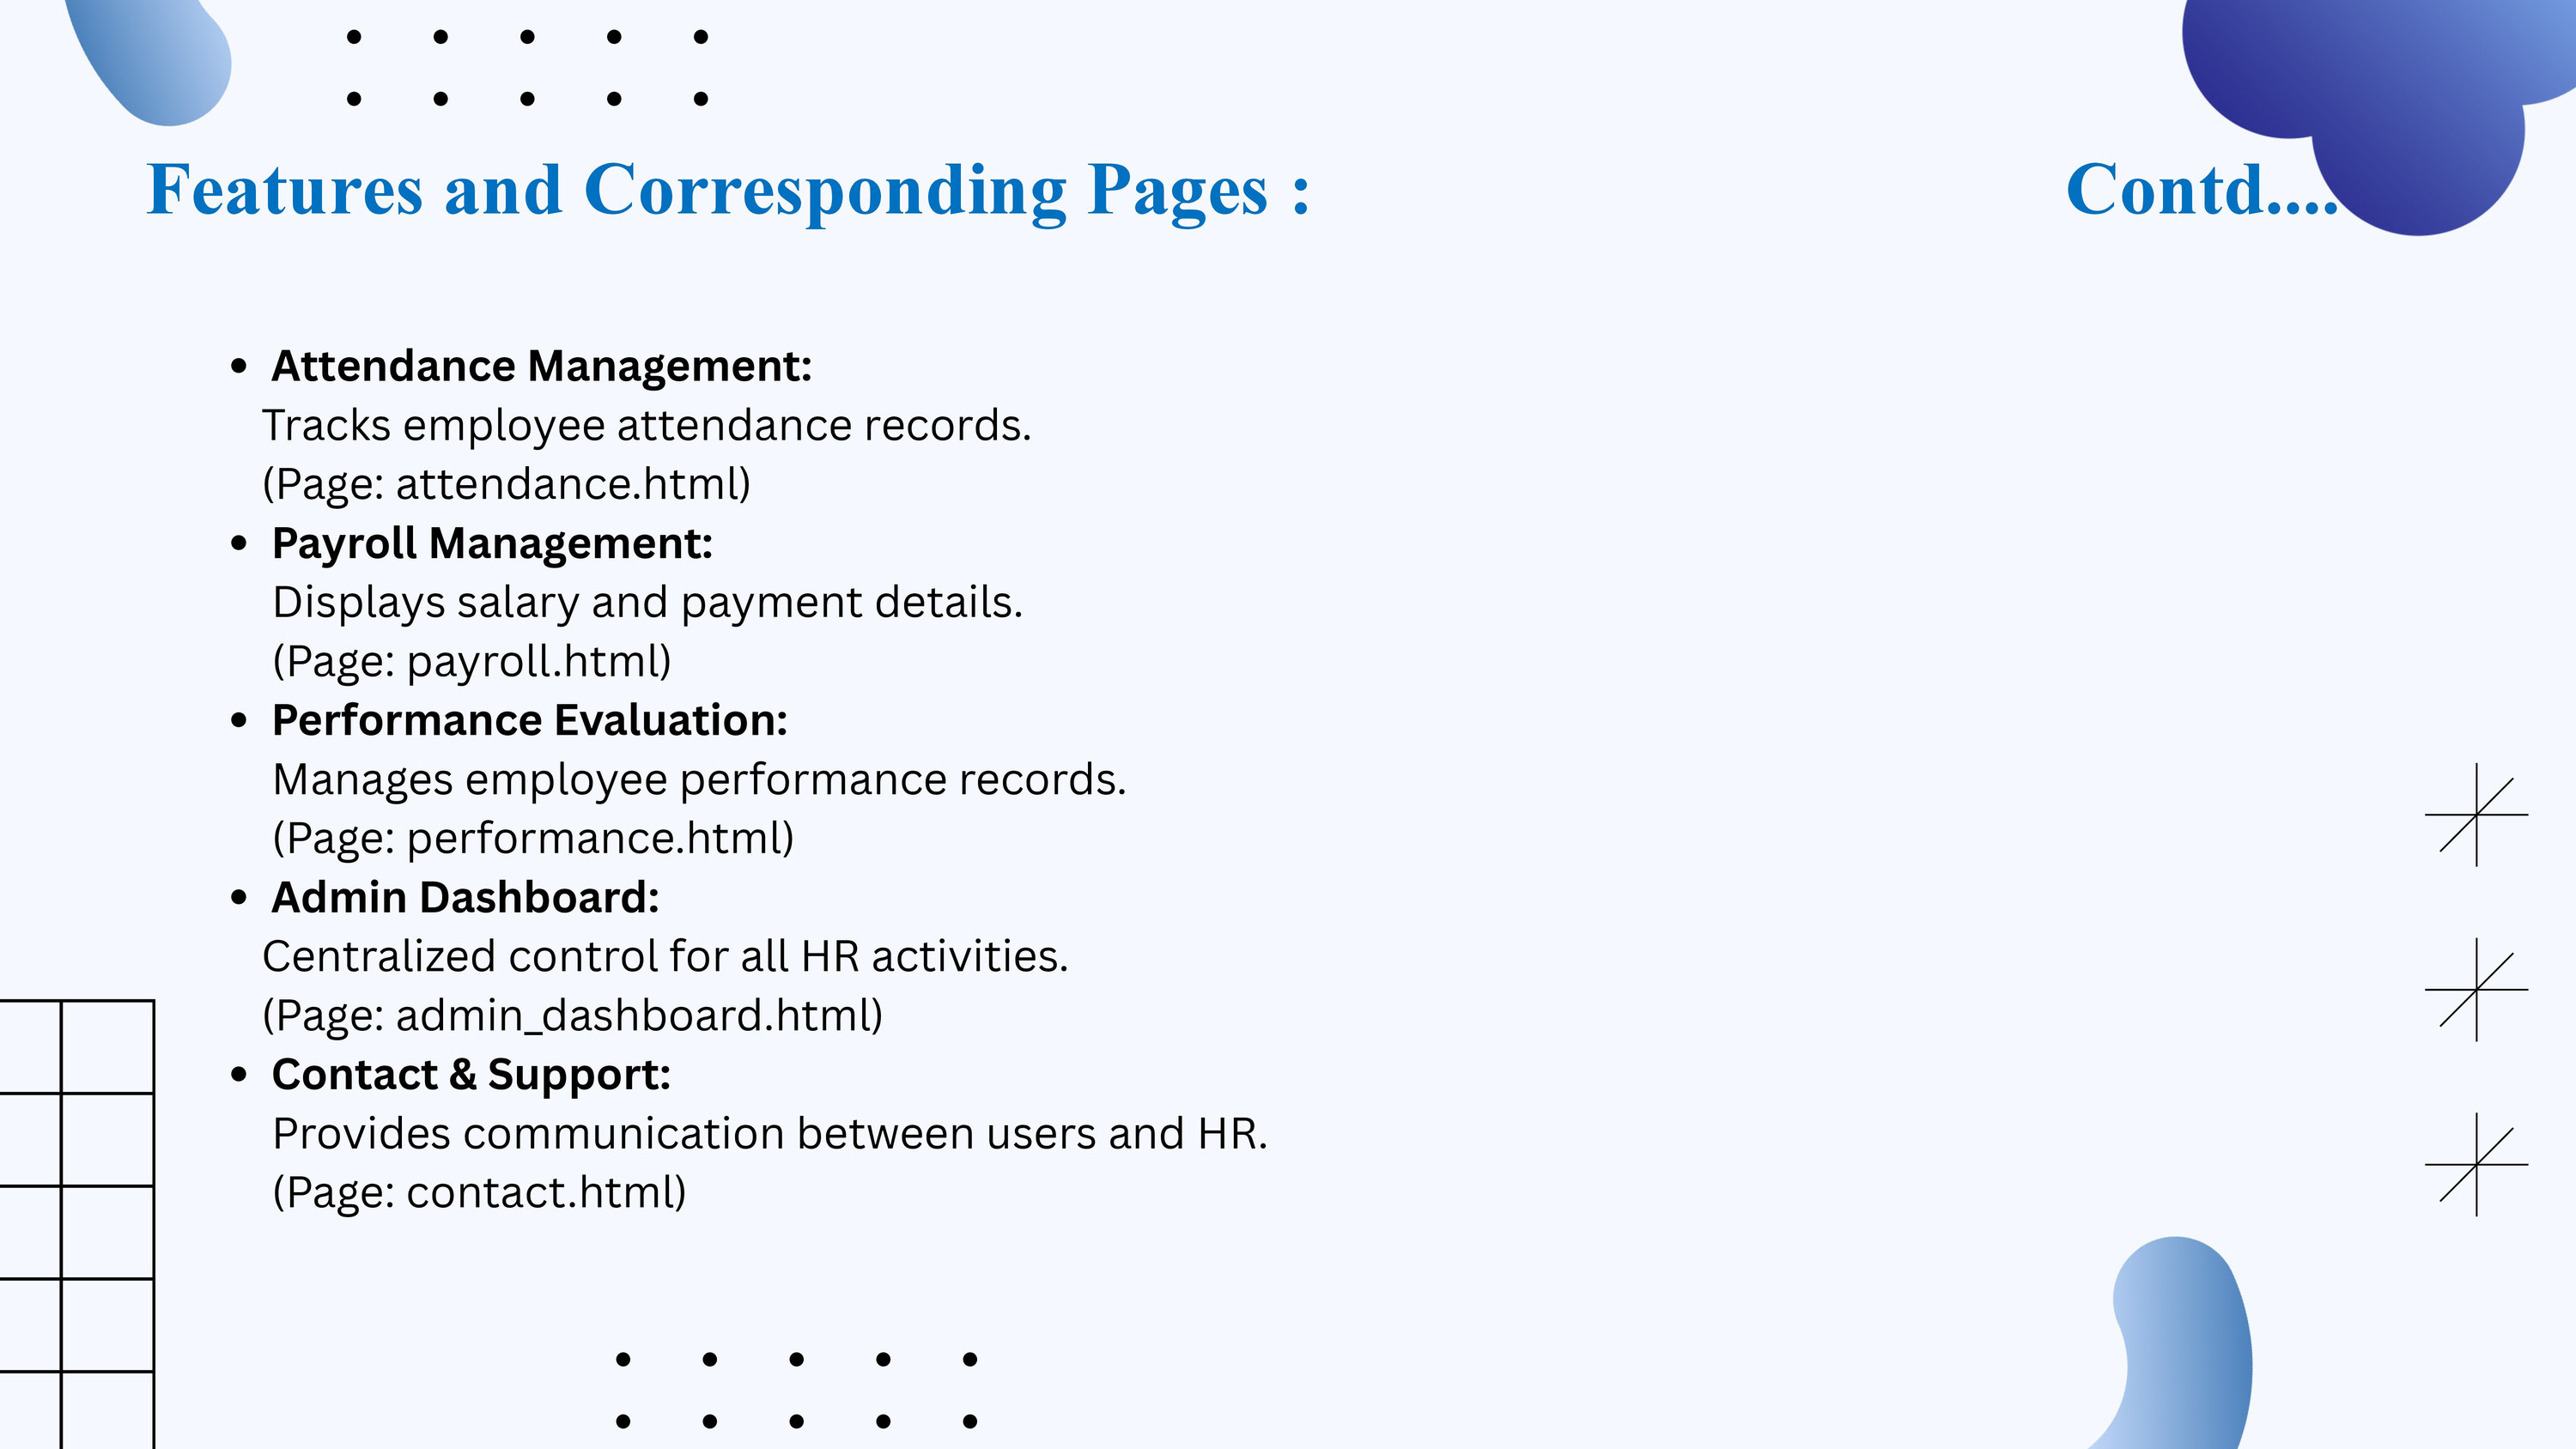 Features and Corresponding Pages : Contd....
• Attendance Management:
Tracks employee attendance records.
(Page: attendance.html)
• Payroll Management:
Displays salary and payment details.
(Page: payroll.html)
• Performance Evaluation:
Manages employee performance records.
(Page: performance.html)
• Admin Dashboard:
Centralized control for all HR activities.
(Page: admin_dashboard.html)
• Contact & Support:
Provides communication between users and HR.
(Page: contact.html)